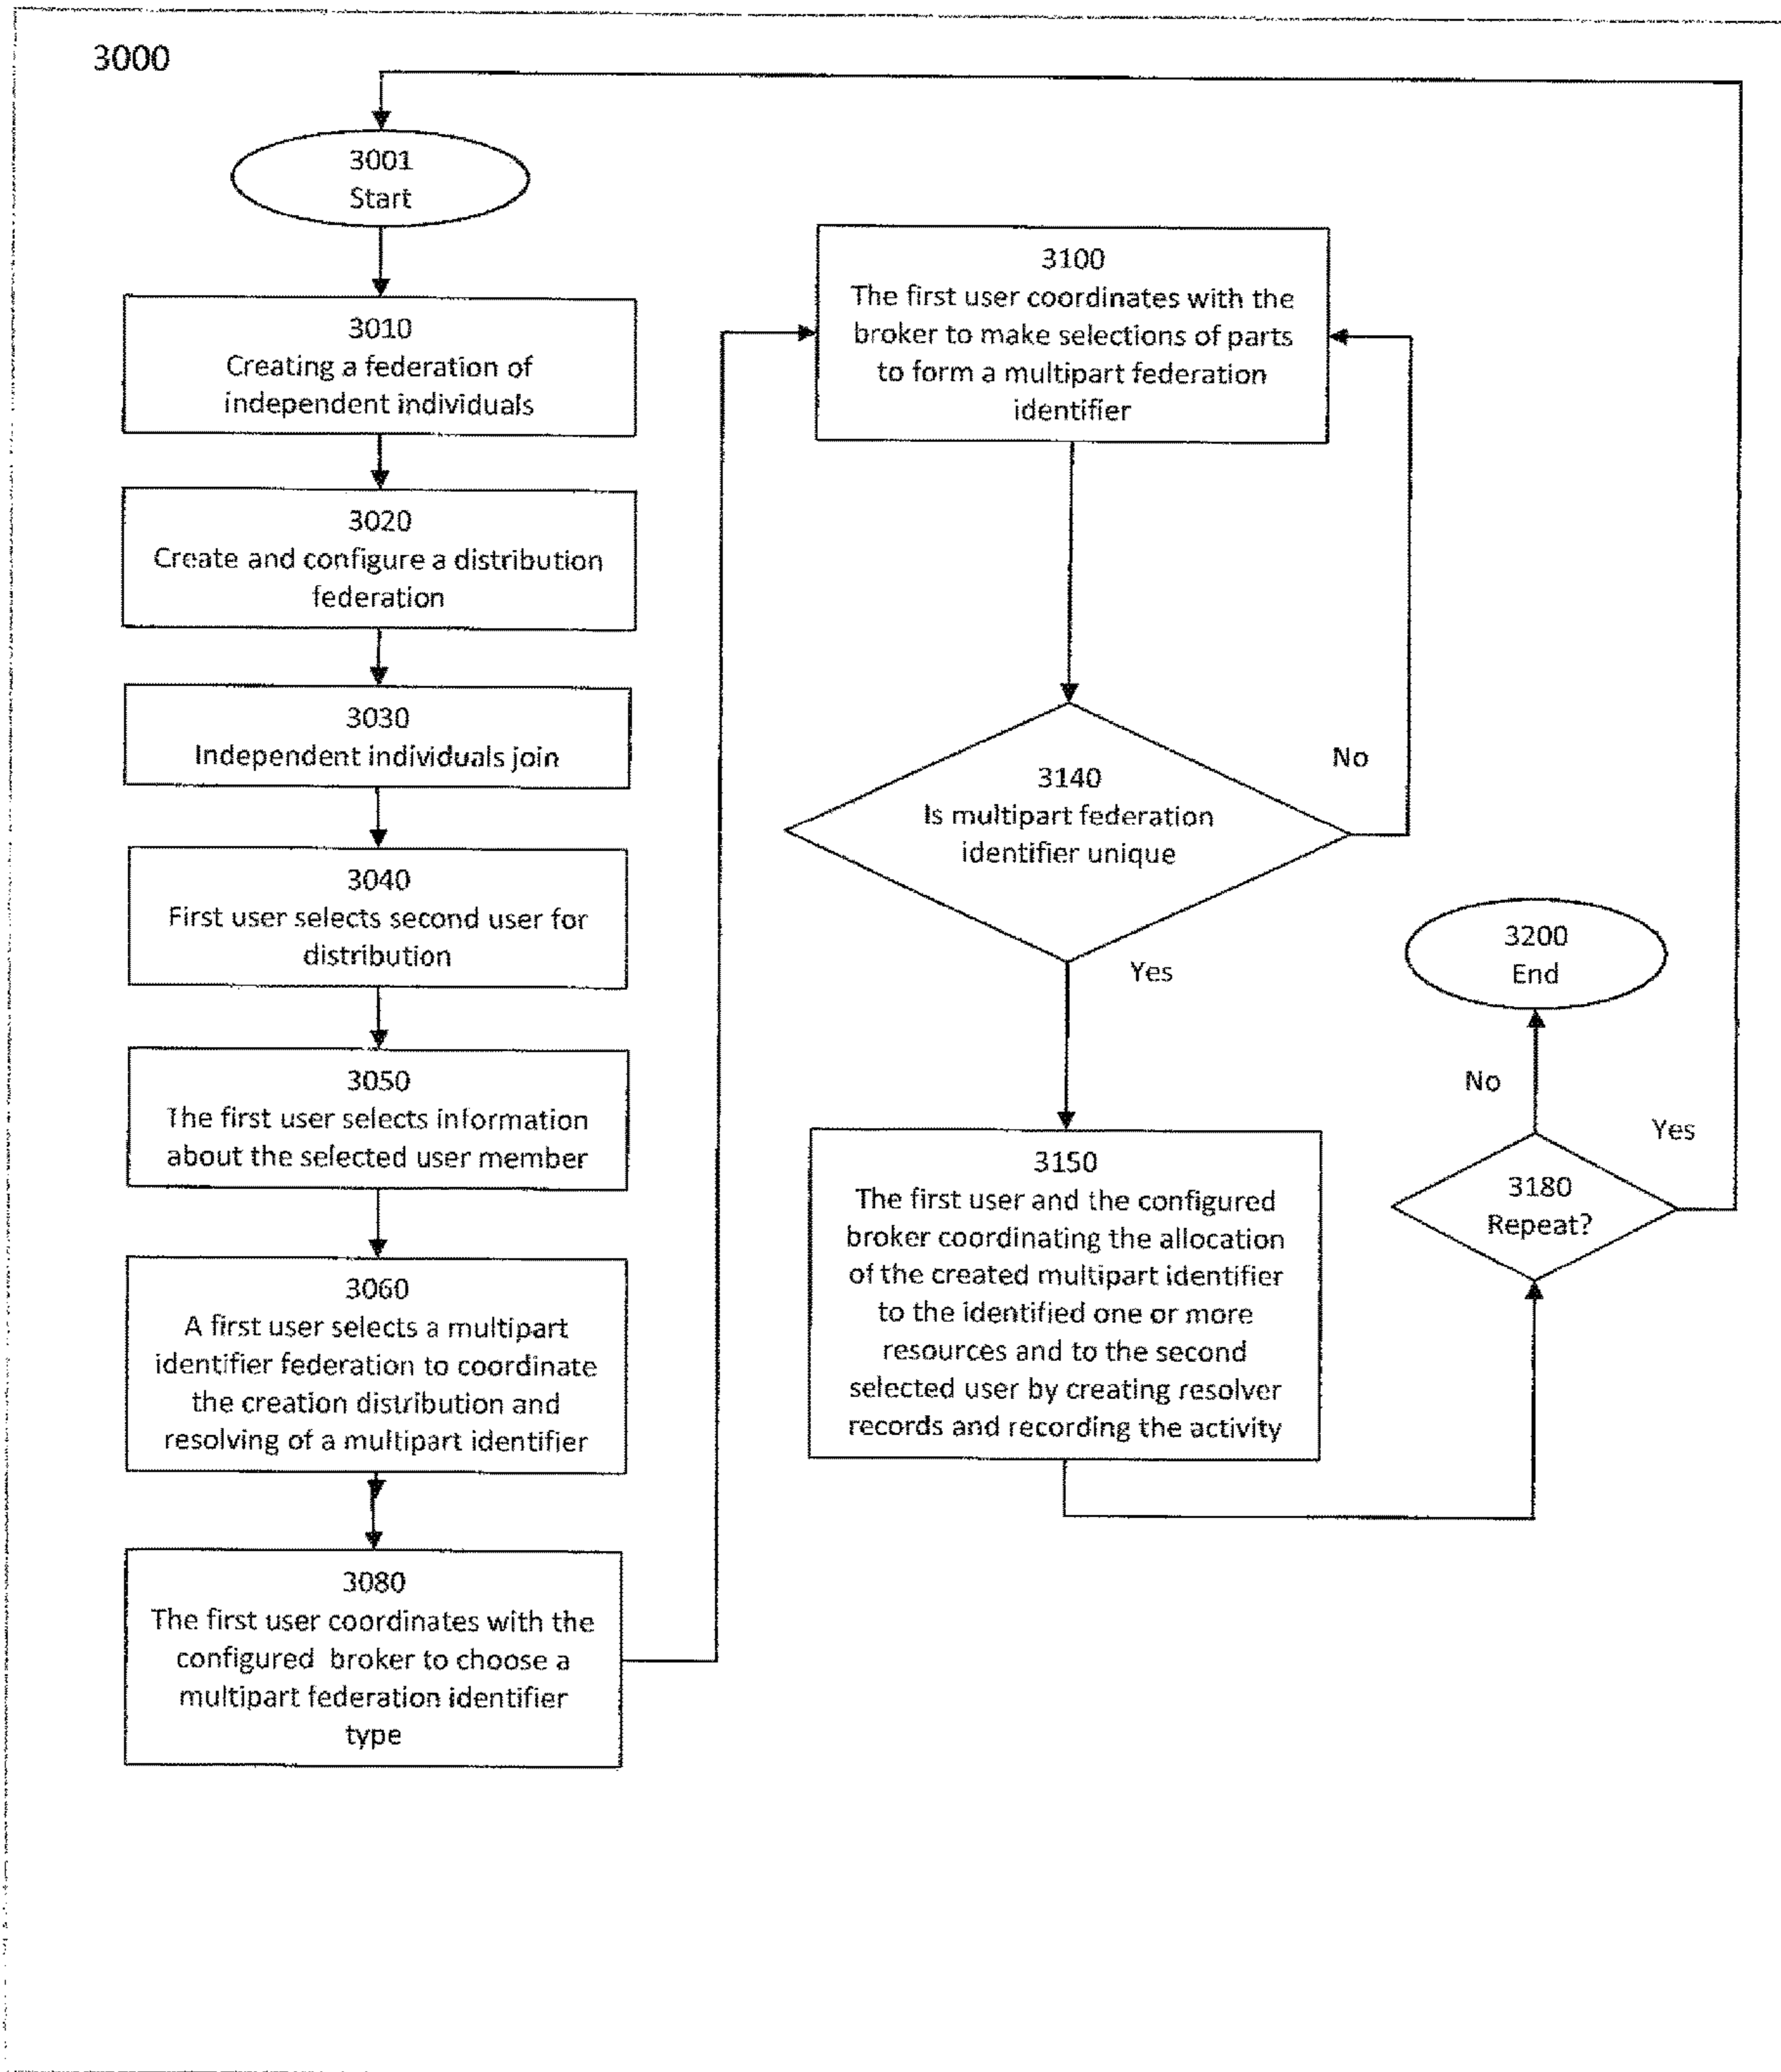 3000
3001
Start
3010
Creating a federation of
independent individuals
3020
Create and configure a distribution
federation
3030
Independent individuals join
3040
First user selects second user for
distribution
3050
The first user selects information
about the selected user member
3060
A first user selects a multipart
identifier federation to coordinate
the creation distribution and
resolving of a multipart identifier
3080
The first user coordinates with the
configured broker to choose a
multipart federation identifier
type
3100
The first user coordinates with the
broker to make selections of parts
to form a multipart federation
identifier
3140
Is multipart federation
identifier unique
No
Yes
3150
The first user and the configured
broker coordinating the allocation
of the created multipart identifier
to the identified one or more
resources and to the second
selected user by creating resolver
records and recording the activity
3180
Repeat?
No
Yes
3200
End